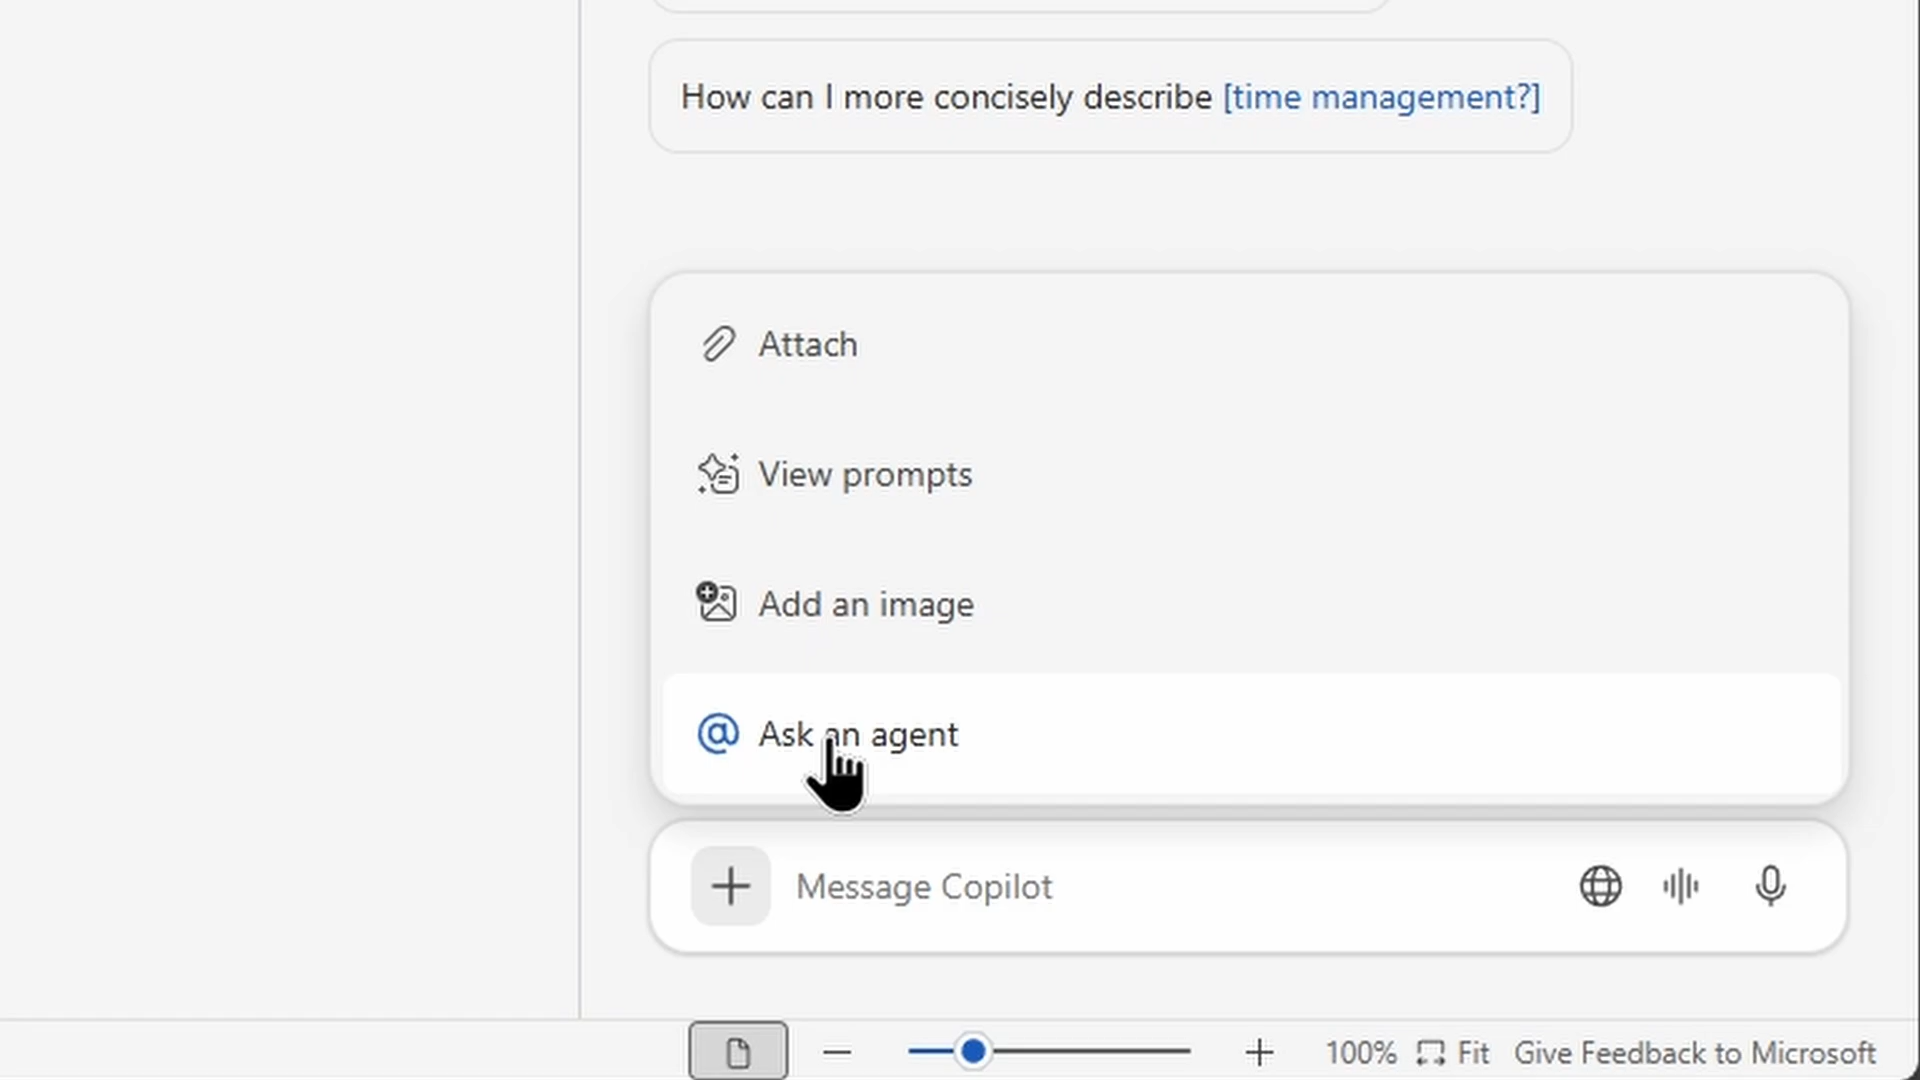 How can I more concisely describe [time management?]
Attach
View prompts
Add an image
@ Ask an agent
Message Copilot
100% Fit Give Feedback to Microsoft